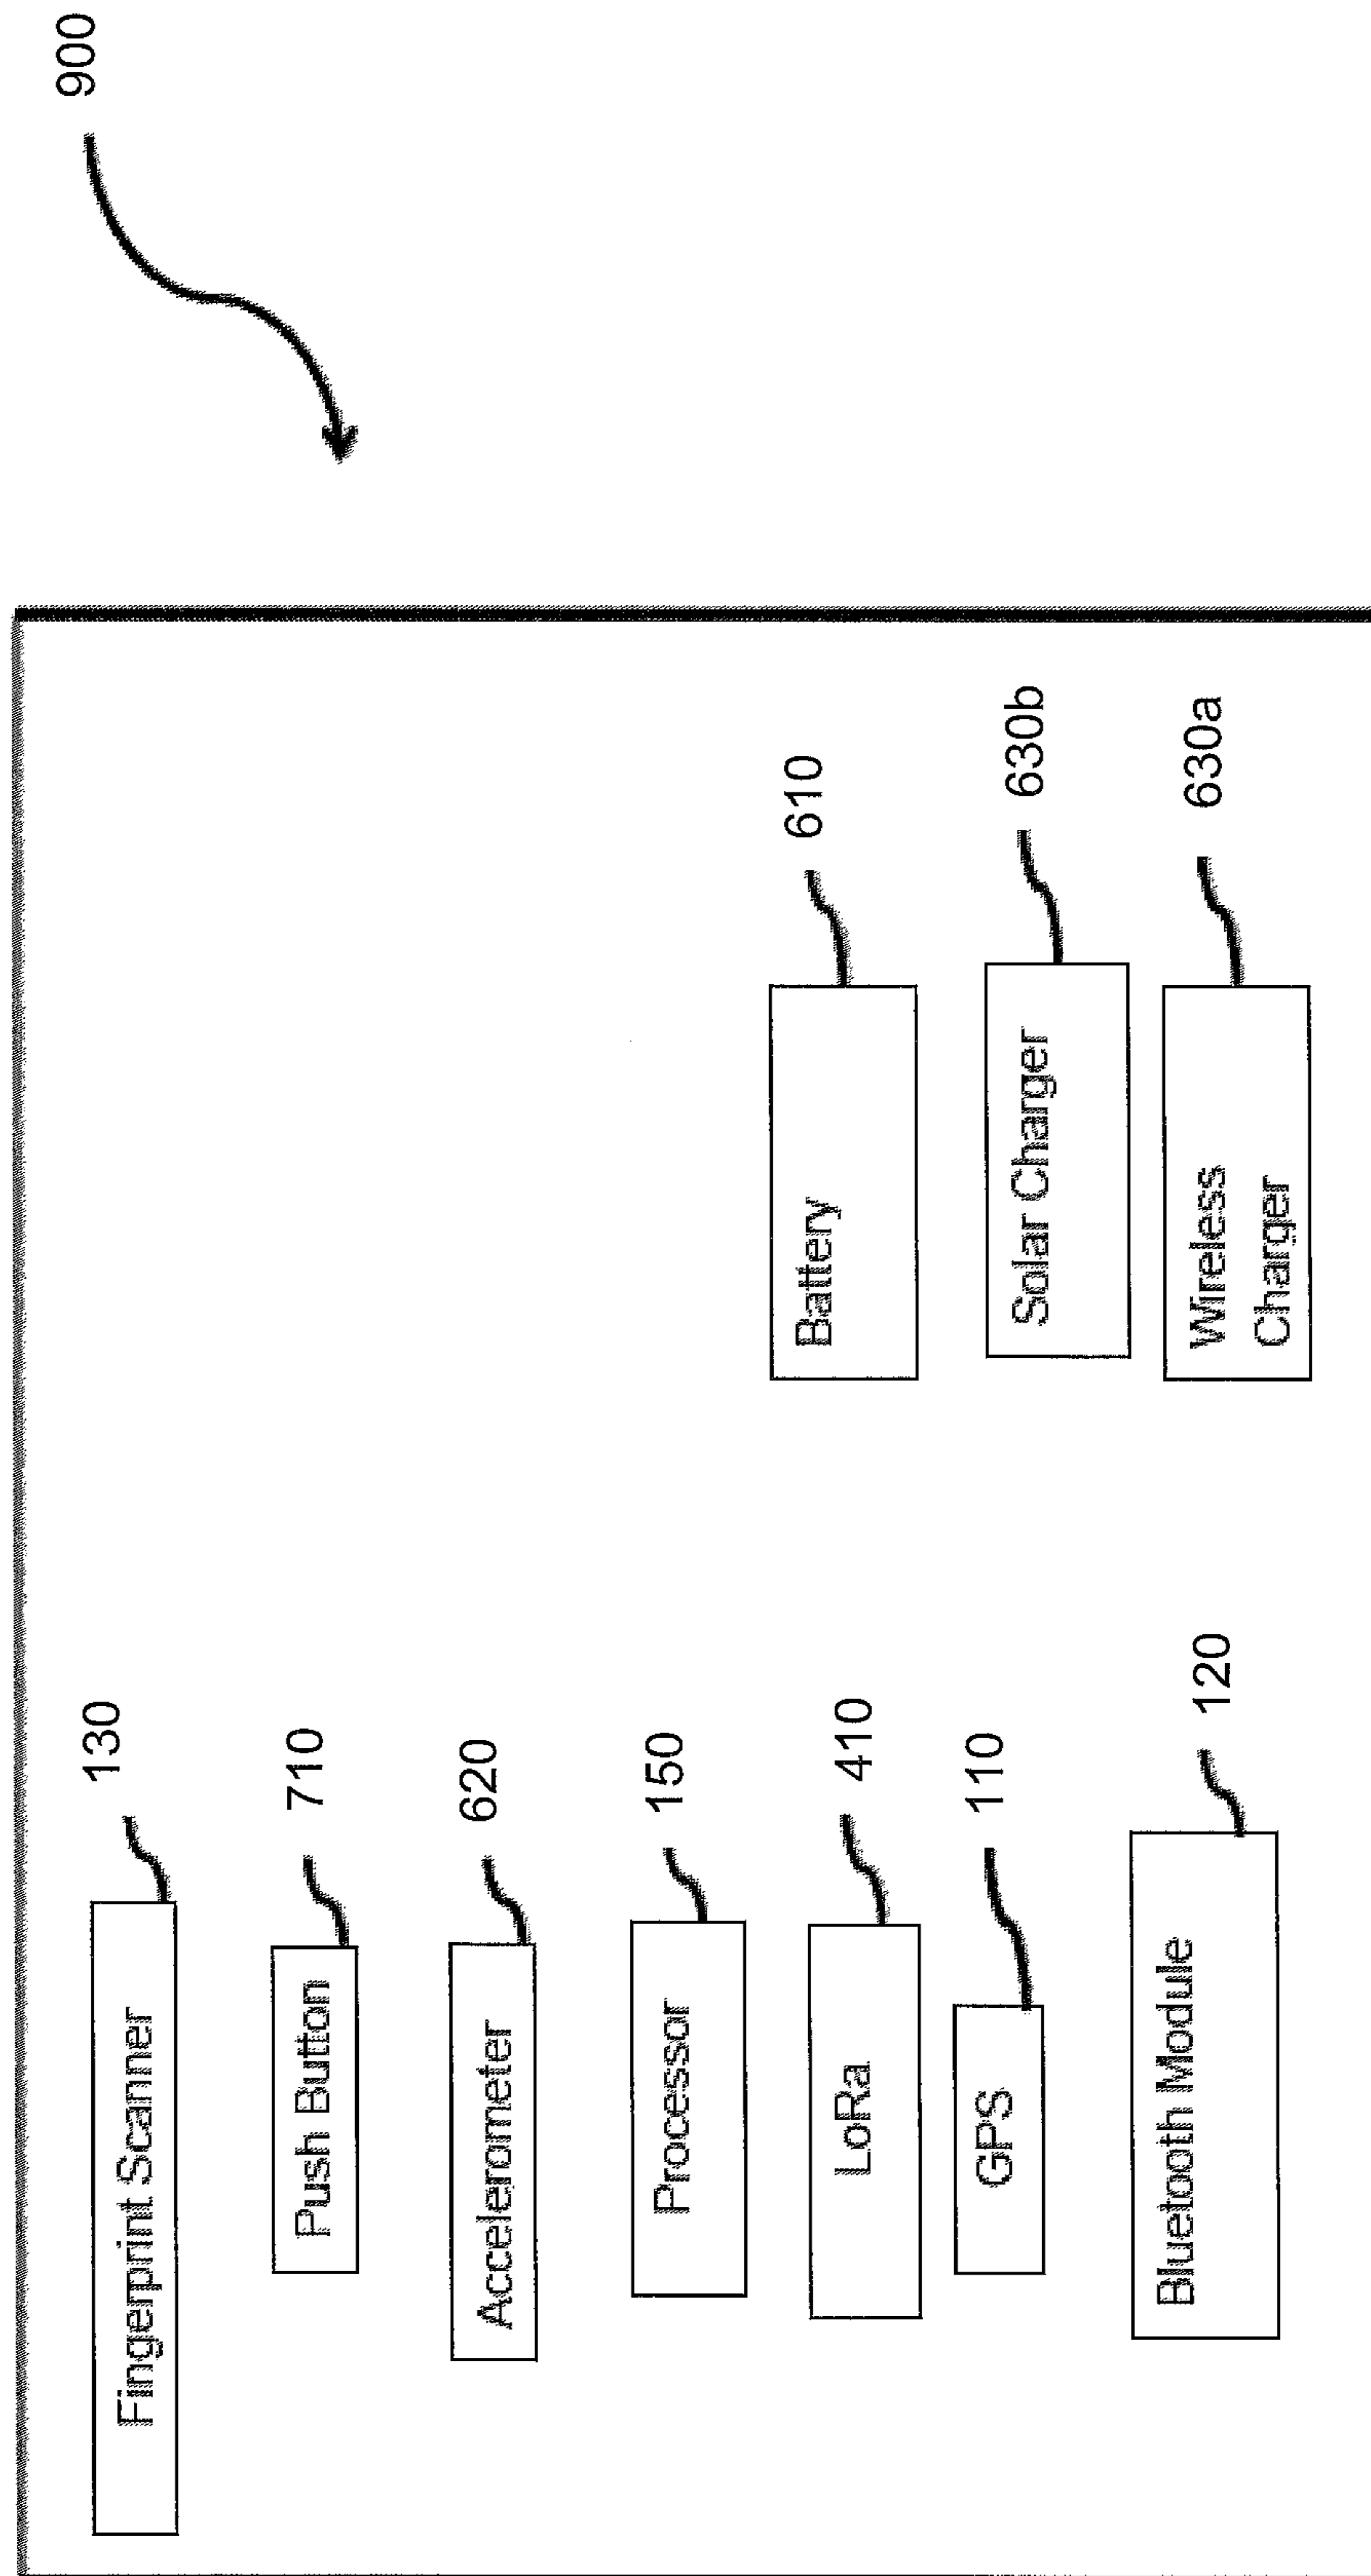 900
Fingerprint Scanner
130
Push Button
710
Accelerometer
620
Processor
150
LoRa
410
GPS
110
Bluetooth Module
120
Battery
610
Solar Charger
630b
Wireless
Charger
630a